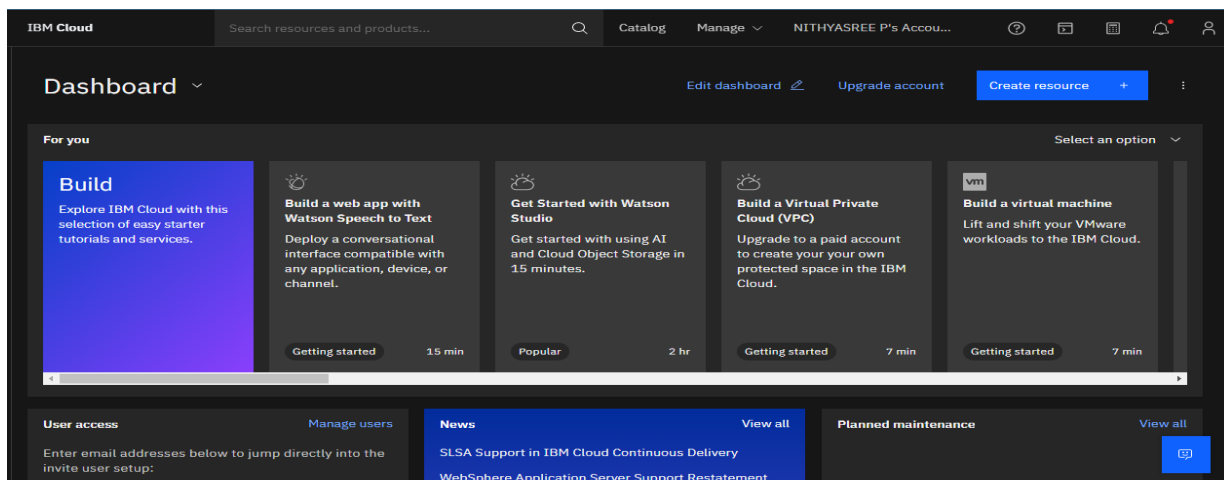 IBM Cloud
Search resources and products...
Catalog
Manage
NITHYASREE P's Accou...
Dashboard
Edit dashboard
Upgrade account
Create resource +
For you
Select an option
Build
Explore IBM Cloud with this
selection of easy starter
tutorials and services.
Build a web app with
Watson Speech to Text
Deploy a conversational
interface compatible with
any application, device, or
channel.
Getting started
15 min
Get Started with Watson
Studio
Get started with using AI
and Cloud Object Storage in
15 minutes.
Popular
2 hr
Build a Virtual Private
Cloud (VPC)
Upgrade to a paid account
to create your your own
protected space in the IBM
Cloud.
Getting started
7 min
vm
Build a virtual machine
Lift and shift your VMware
workloads to the IBM Cloud.
Getting started
7 min
User access
Manage users
Enter email addresses below to jump directly into the
invite user setup:
News
View all
SLSA Support in IBM Cloud Continuous Delivery
WebSphere Application Server Support Restatement
Planned maintenance
View all